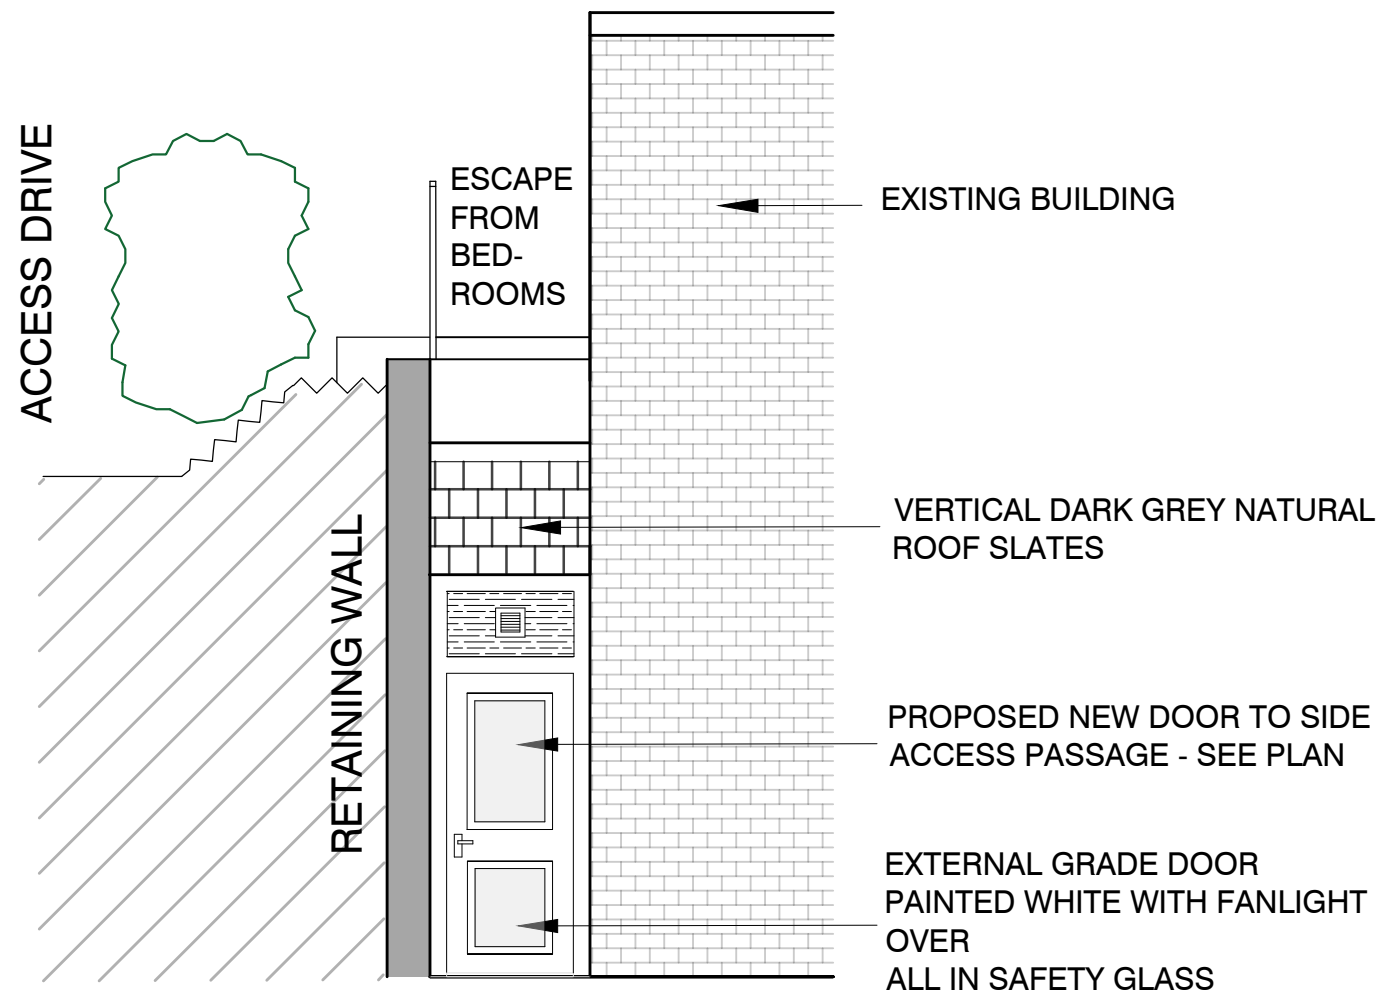 ACCESS DRIVE
ESCAPE
FROM
BED-
ROOMS
EXISTING BUILDING
VERTICAL DARK GREY NATURAL
ROOF SLATES
RETAINING WALL
PROPOSED NEW DOOR TO SIDE
ACCESS PASSAGE - SEE PLAN
EXTERNAL GRADE DOOR
PAINTED WHITE WITH FANLIGHT
OVER
ALL IN SAFETY GLASS